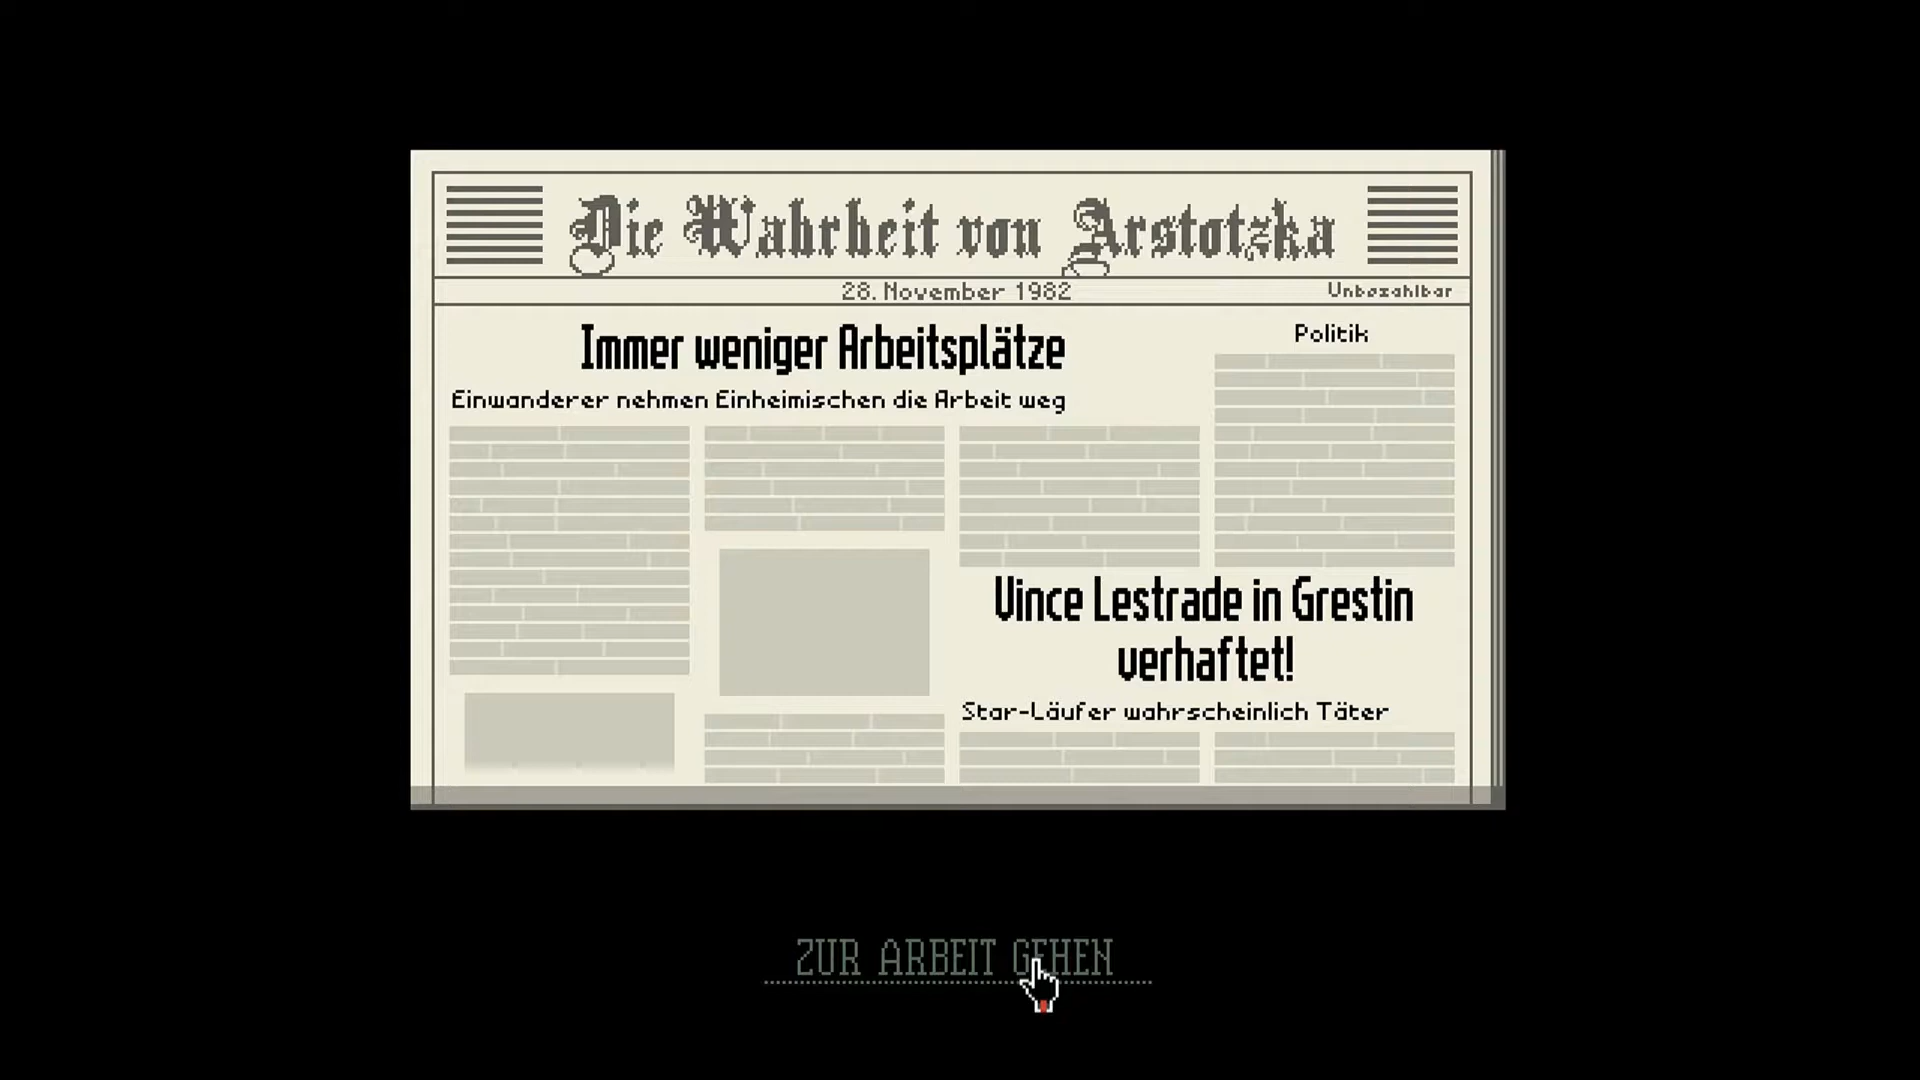 Die Wahrheit von Arstotzka
28. November 1982
Unbezahlbar
Immer weniger Arbeitsplätze
Einwanderer nehmen Einheimischen die Arbeit weg
Politik
Vince Lestrade in Grestin
verhaftet!
Star-Läufer wahrscheinlich Täter
ZUR ARBEIT GEHEN